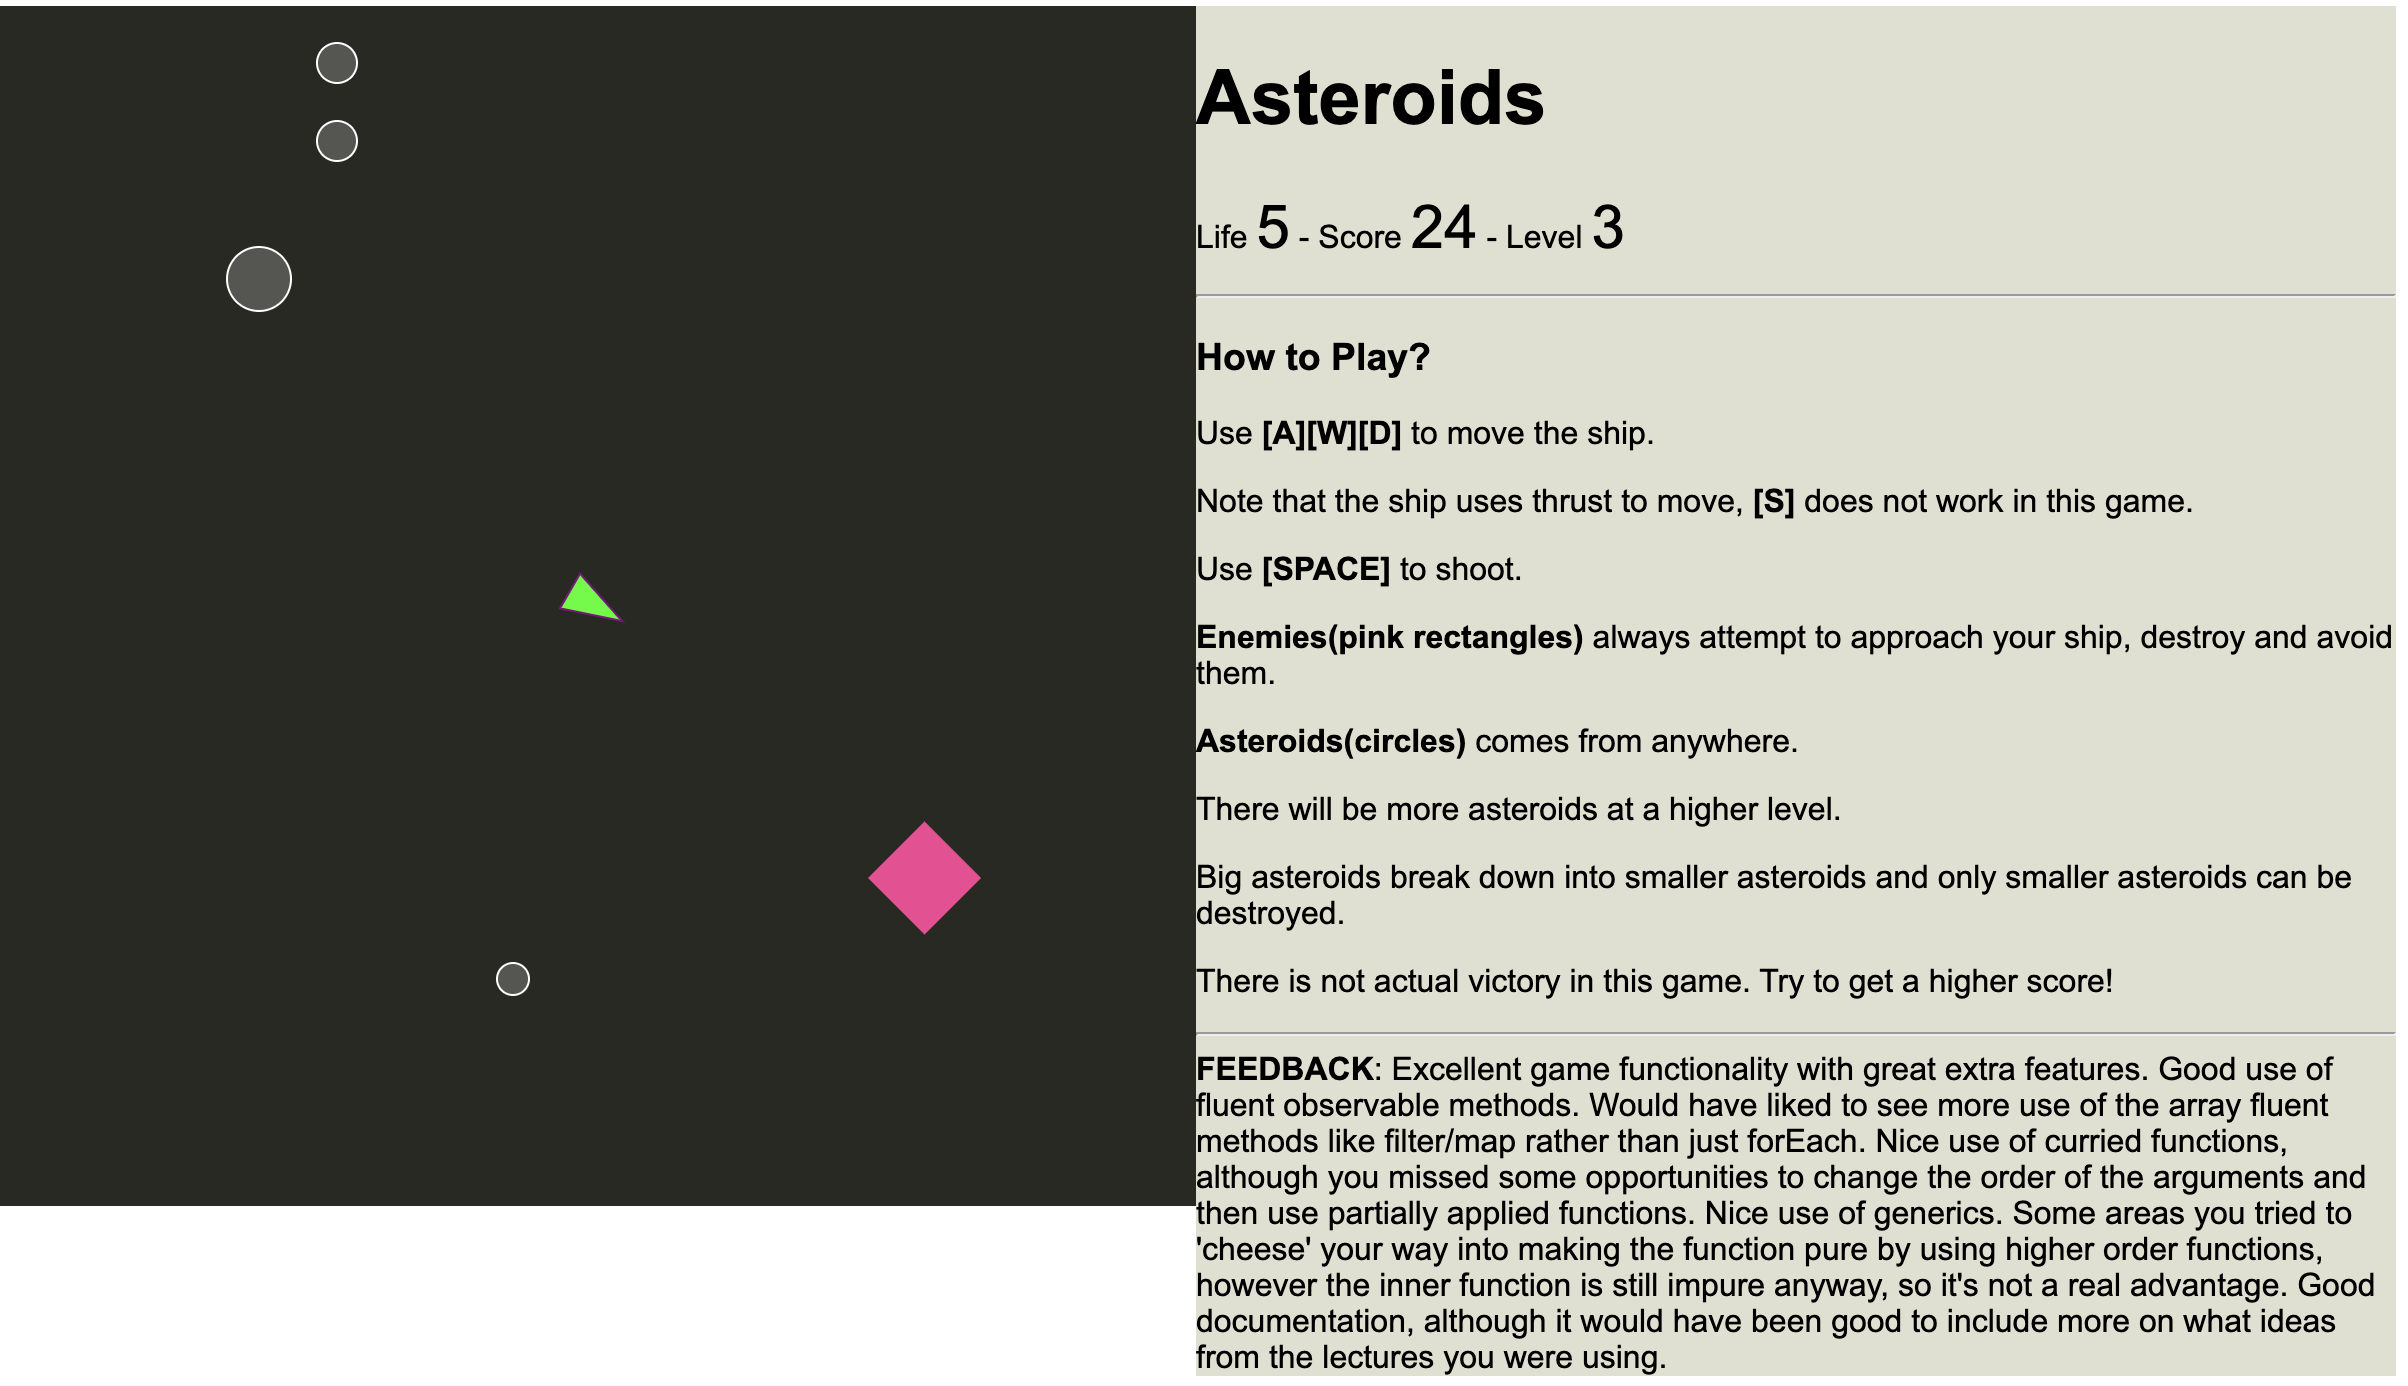 Asteroids
Life 5 - Score 24 - Level 3
How to Play?
Use [A][W][D] to move the ship.
Note that the ship uses thrust to move, [S] does not work in this game.
Use [SPACE] to shoot.
Enemies(pink rectangles) always attempt to approach your ship, destroy and avoid
them.
Asteroids(circles) comes from anywhere.
There will be more asteroids at a higher level.
Big asteroids break down into smaller asteroids and only smaller asteroids can be
destroyed.
There is not actual victory in this game. Try to get a higher score!
FEEDBACK: Excellent game functionality with great extra features. Good use of
fluent observable methods. Would have liked to see more use of the array fluent
methods like filter/map rather than just forEach. Nice use of curried functions,
although you missed some opportunities to change the order of the arguments and
then use partially applied functions. Nice use of generics. Some areas you tried to
'cheese' your way into making the function pure by using higher order functions,
however the inner function is still impure anyway, so it's not a real advantage. Good
documentation, although it would have been good to include more on what ideas
from the lectures you were using.